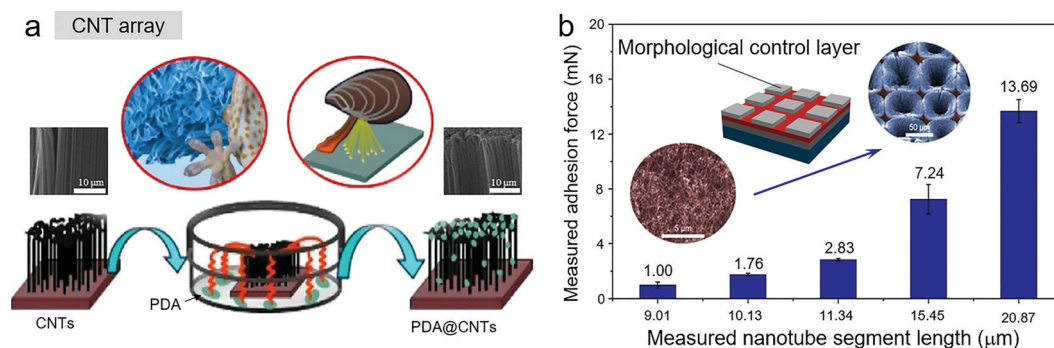 a
CNT array
10 μm
10 μm
PDA
CNTs
PDA@CNTs
b
Measured adhesion force (mN)
20
16
12
8
4
0
Morphological control layer
5 μm
50 μm
1.00
1.76
2.83
7.24
13.69
9.01
10.13
11.34
15.45
20.87
Measured nanotube segment length (μm)